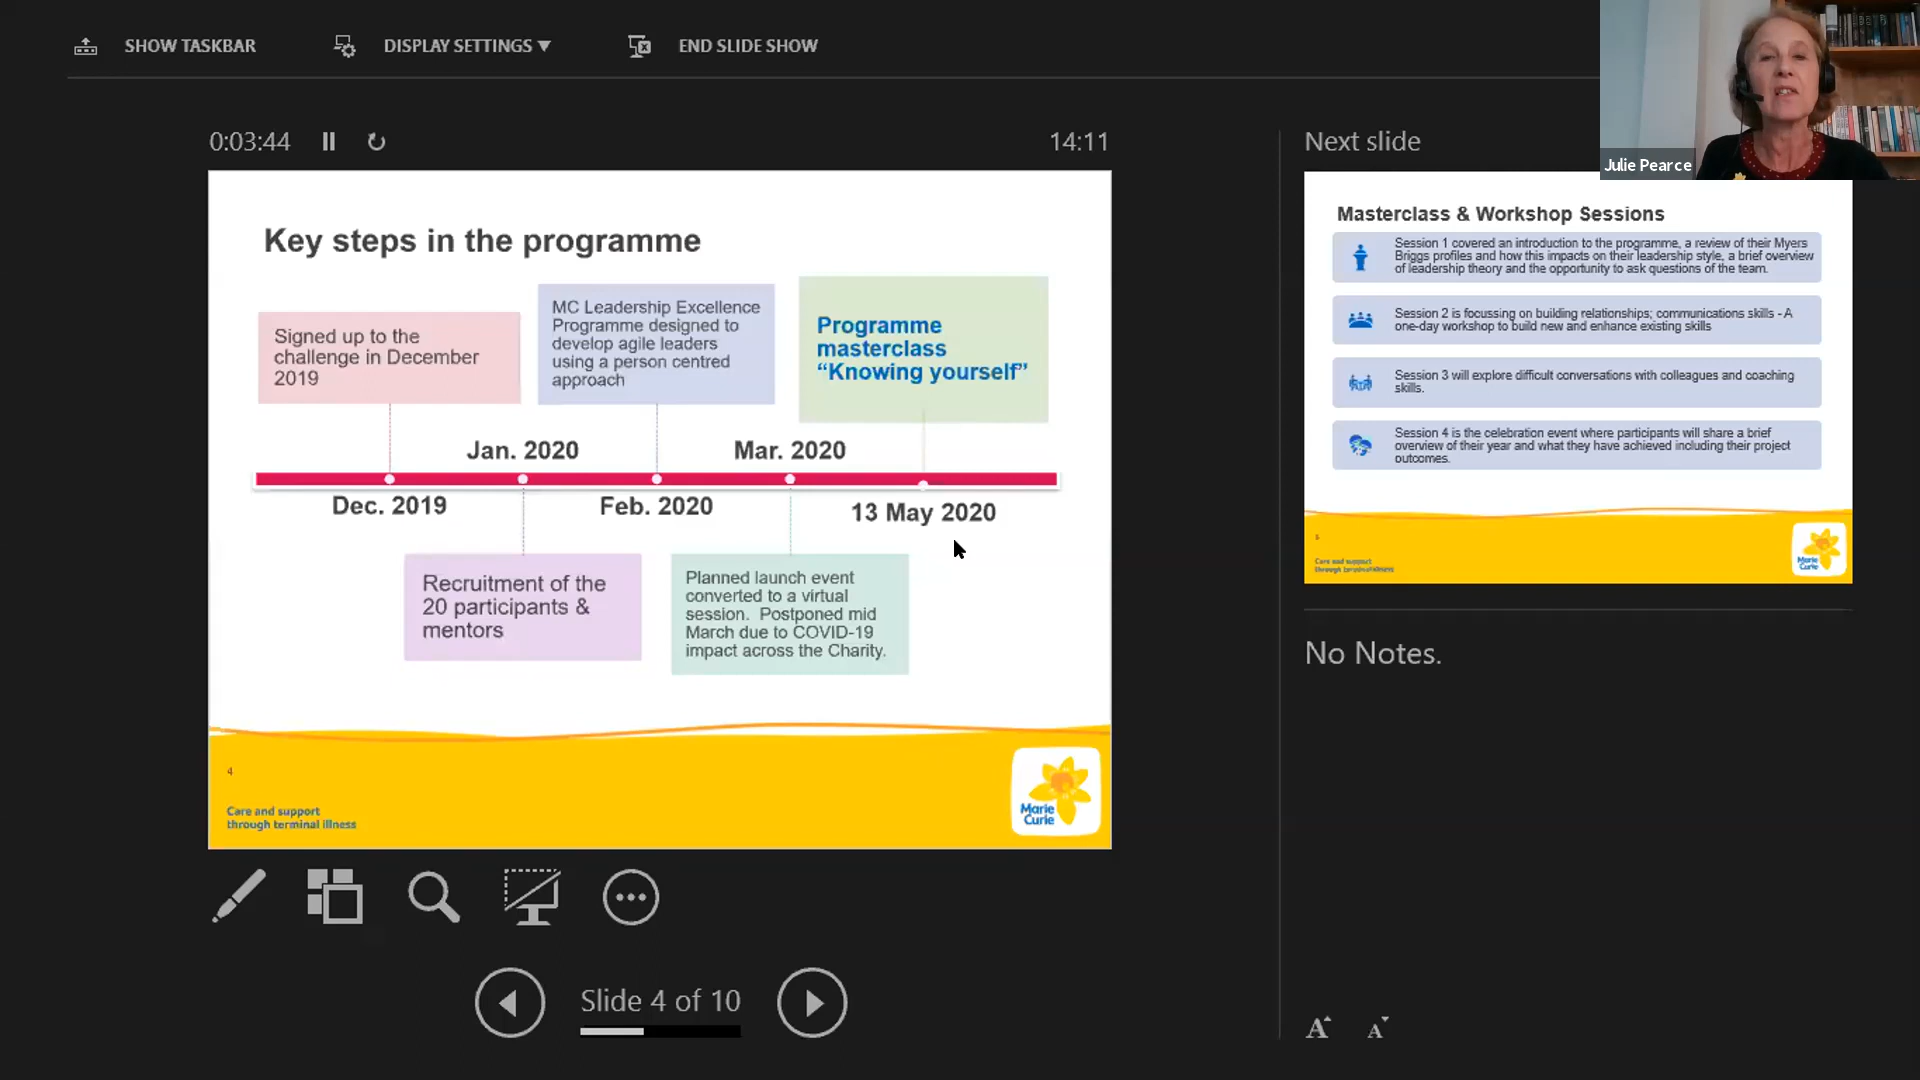 SHOW TASKBAR
DISPLAY SETTINGS
END SLIDE SHOW
Julie Pearce
0:03:44
14:11
Key steps in the programme
Signed up to the
challenge in December
2019
MC Leadership Excellence
Programme designed to
develop agile leaders
using a person centred
approach
Programme
masterclass
“Knowing yourself”
Jan. 2020
Mar. 2020
Dec. 2019
Feb. 2020
13 May 2020
Recruitment of the
20 participants &
mentors
Planned launch event
converted to a virtual
session. Postponed mid
March due to COVID-19
impact across the Charity.
4
Care and support
through terminal illness
Marie
Curie
Slide 4 of 10
Next slide
Masterclass & Workshop Sessions
Session 1 covered an introduction to the programme, a review of their Myers
Briggs profiles and how this impacts on their leadership style, a brief overview
of leadership theory and the opportunity to ask questions of the team.
Session 2 is focussing on building relationships; communications skills - A
one-day workshop to build new and enhance existing skills
Session 3 will explore difficult conversations with colleagues and coaching
skills.
Session 4 is the celebration event where participants will share a brief
overview of their year and what they have achieved including their project
outcomes.
5
Care and support
through terminal illness
Marie
Curie
No Notes.
A
A